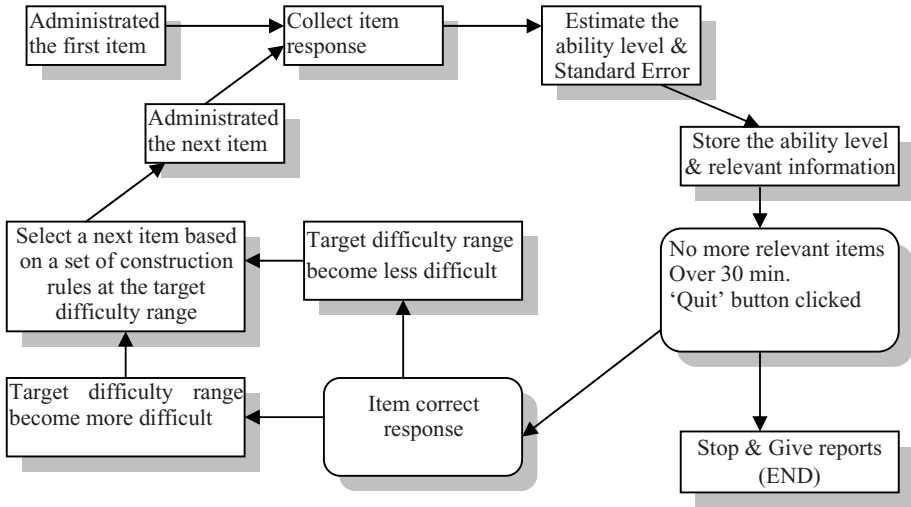 Administrated
the first item
Collect item
response
Estimate the
ability level &
Standard Error
Administrated
the next item
Store the ability level
& relevant information
Select a next item based
on a set of construction
rules at the target
difficulty range
Target difficulty range
become less difficult
No more relevant items
Over 30 min.
‘Quit’ button clicked
Target difficulty range
become more difficult
Item correct
response
Stop & Give reports
(END)